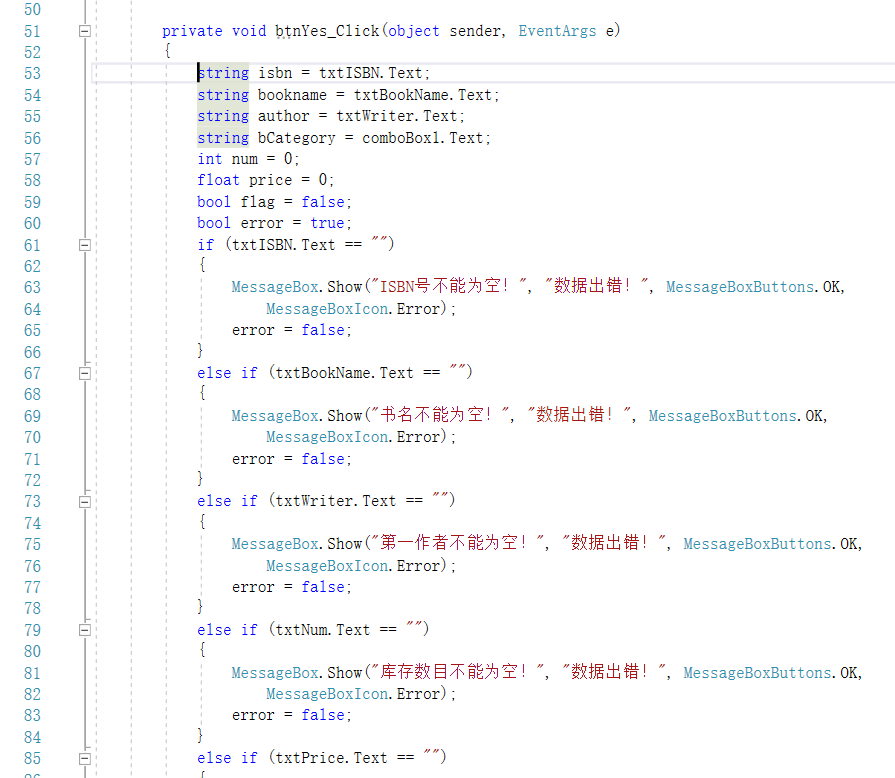 50
51 private void btnYes_Click(object sender, EventArgs e)
52 {
53 string isbn = txtISBN.Text;
54 string bookname = txtBookName.Text;
55 string author = txtWriter.Text;
56 string bCategory = comboBox1.Text;
57 int num = 0;
58 float price = 0;
59 bool flag = false;
60 bool error = true;
61 if (txtISBN.Text == "")
62 {
63 MessageBox.Show("ISBN号不能为空！", "数据出错！", MessageBoxButtons.OK,
64 MessageBoxIcon.Error);
65 error = false;
66 }
67 else if (txtBookName.Text == "")
68 {
69 MessageBox.Show("书名不能为空！", "数据出错！", MessageBoxButtons.OK,
70 MessageBoxIcon.Error);
71 error = false;
72 }
73 else if (txtWriter.Text == "")
74 {
75 MessageBox.Show("第一作者不能为空！", "数据出错！", MessageBoxButtons.OK,
76 MessageBoxIcon.Error);
77 error = false;
78 }
79 else if (txtNum.Text == "")
80 {
81 MessageBox.Show("库存数目不能为空！", "数据出错！", MessageBoxButtons.OK,
82 MessageBoxIcon.Error);
83 error = false;
84 }
85 else if (txtPrice.Text == "")